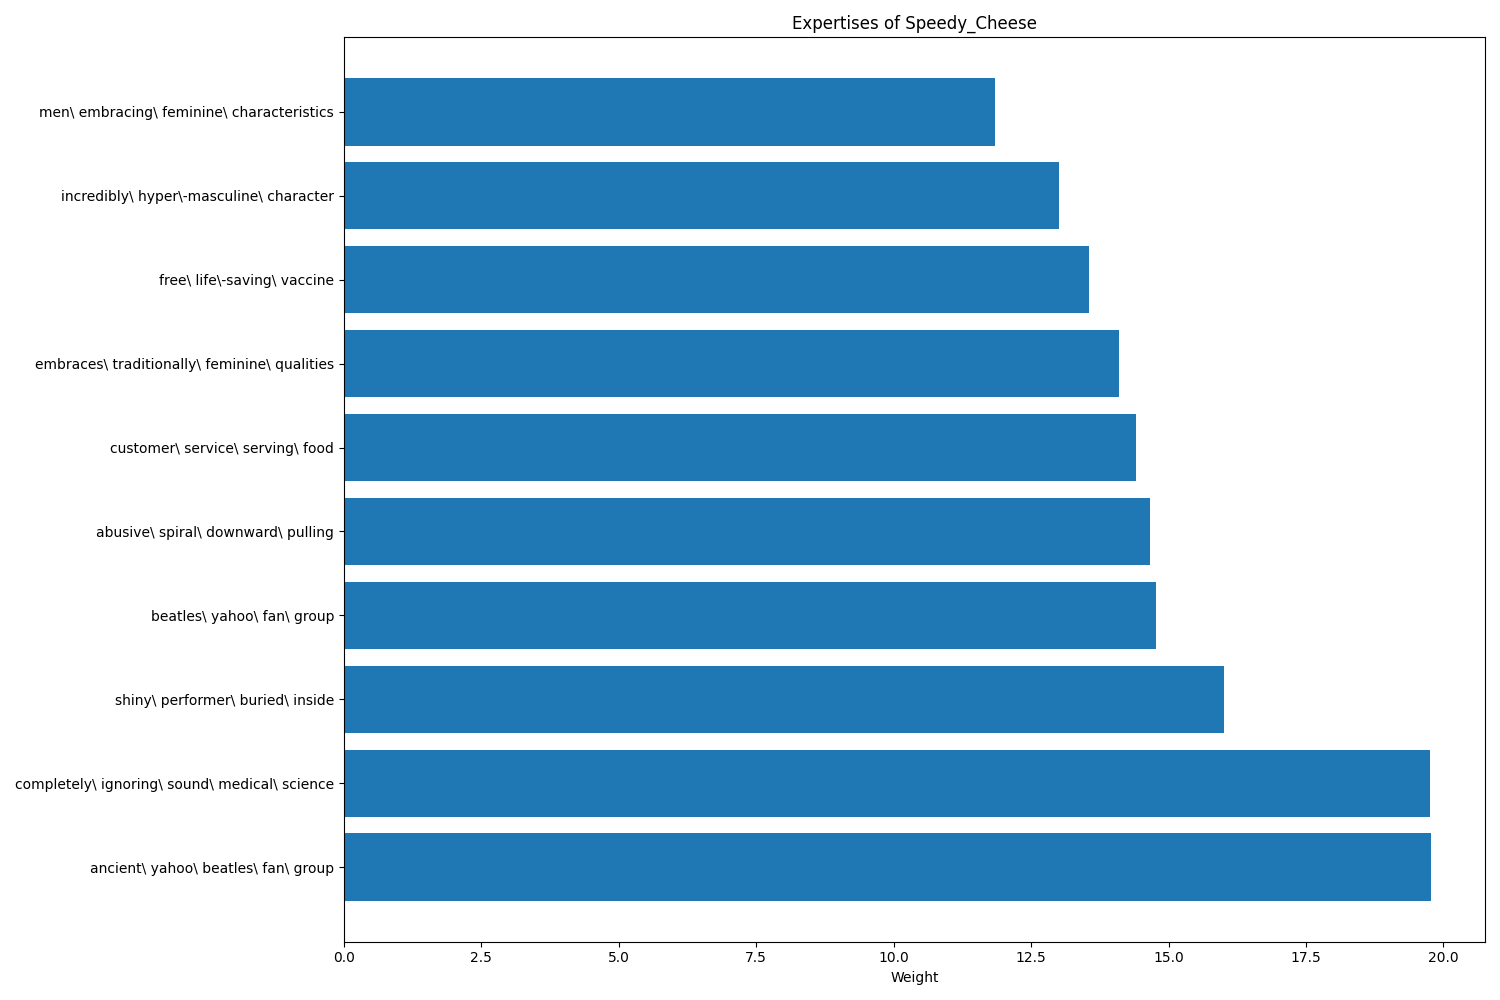 Expertises of Speedy_Cheese
men\ embracing\ feminine\ characteristics
incredibly\ hyper\-masculine\ character
free\ life\-saving\ vaccine
embraces\ traditionally\ feminine\ qualities
customer\ service\ serving\ food
abusive\ spiral\ downward\ pulling
beatles\ yahoo\ fan\ group
shiny\ performer\ buried\ inside
completely\ ignoring\ sound\ medical\ science
ancient\ yahoo\ beatles\ fan\ group
0.0 2.5 5.0 7.5 10.0 12.5 15.0 17.5 20.0
Weight